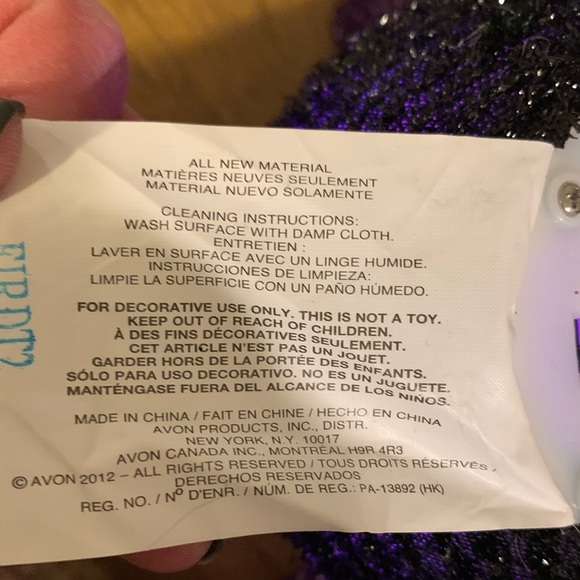 ALL NEW MATERIAL
MATIÈRES NEUVES SEULEMENT
MATERIAL NUEVO SOLAMENTE
CLEANING INSTRUCTIONS:
WASH SURFACE WITH DAMP CLOTH.
ENTRETIEN :
LAVER EN SURFACE AVEC UN LINGE HUMIDE.
INSTRUCCIONES DE LIMPIEZA:
LIMPIE LA SUPERFICIE CON UN PAÑO HÚMEDO.
FOR DECORATIVE USE ONLY. THIS IS NOT A TOY.
KEEP OUT OF REACH OF CHILDREN.
À DES FINS DÉCORATIVES SEULEMENT.
CET ARTICLE N'EST PAS UN JOUET.
GARDER HORS DE LA PORTÉE DES ENFANTS.
SÓLO PARA USO DECORATIVO. NO ES UN JUGUETE.
MANTÉNGASE FUERA DEL ALCANCE DE LOS NIÑOS.
MADE IN CHINA / FAIT EN CHINE / HECHO EN CHINA
AVON PRODUCTS, INC., DISTR.
NEW YORK, N.Y. 10017
AVON CANADA INC., MONTRÉAL H9R 4R3
© AVON 2012 – ALL RIGHTS RESERVED / TOUS DROITS RÉSERVÉS /
DERECHOS RESERVADOS
REG. NO. / Nº D'ENR. / NÚM. DE REG.: PA-13892 (HK)